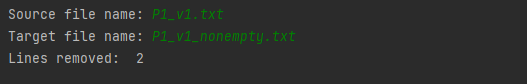 Source file name: P1_v1.txt
Target file name: P1_v1_nonempty.txt
Lines removed:  2